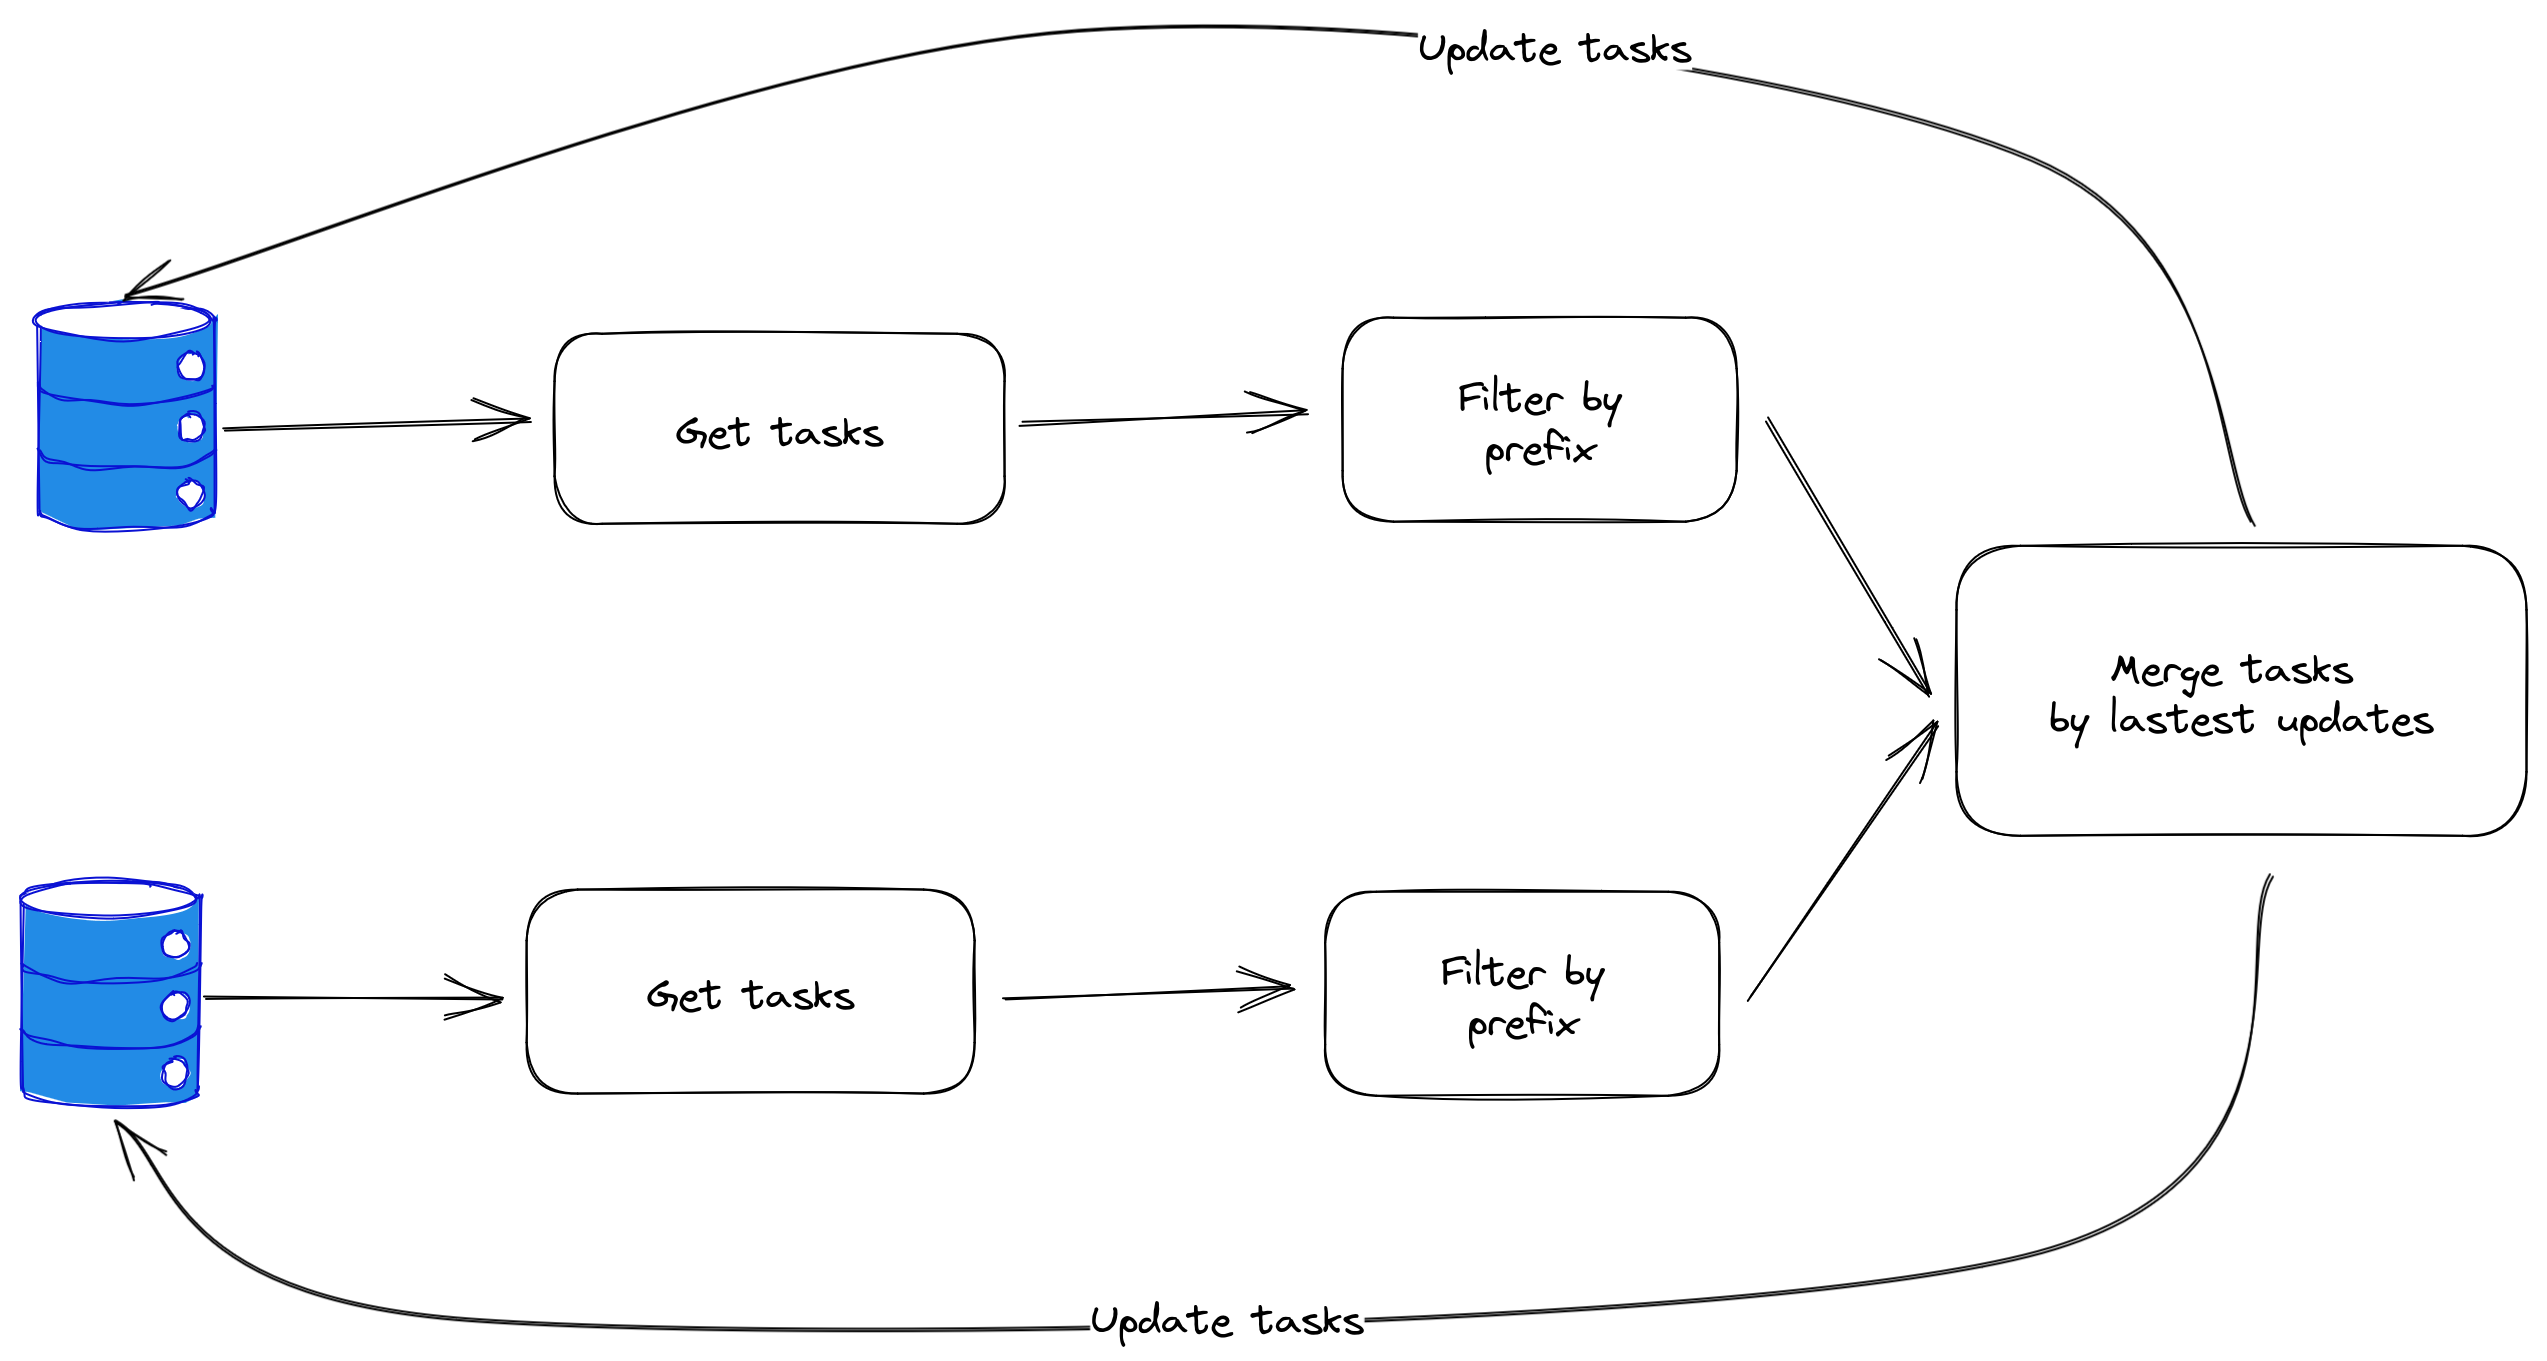 Update tasks
Get tasks
Filter by
prefix
Merge tasks
by lastest updates
Get tasks
Filter by
prefix
Update tasks